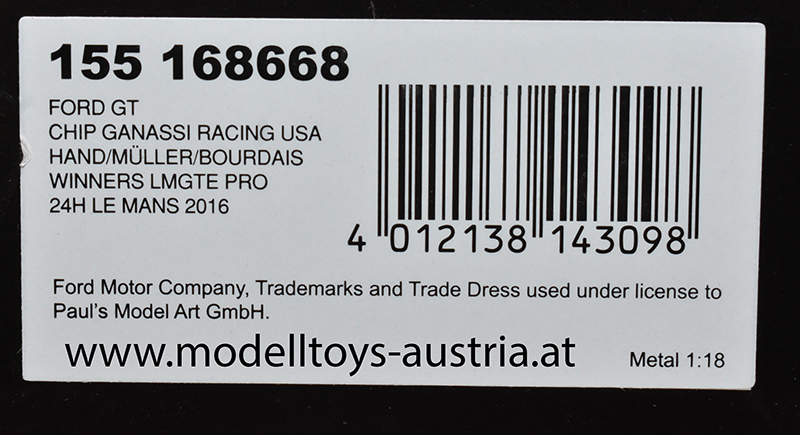 155 168668
FORD GT
CHIP GANASSI RACING USA
HAND/MÜLLER/BOURDAIS
WINNERS LMGTE PRO
24H LE MANS 2016
4 012138 143098
Ford Motor Company, Trademarks and Trade Dress used under license to
Paul's Model Art GmbH.
www.modelltoys-austria.at
Metal 1:18